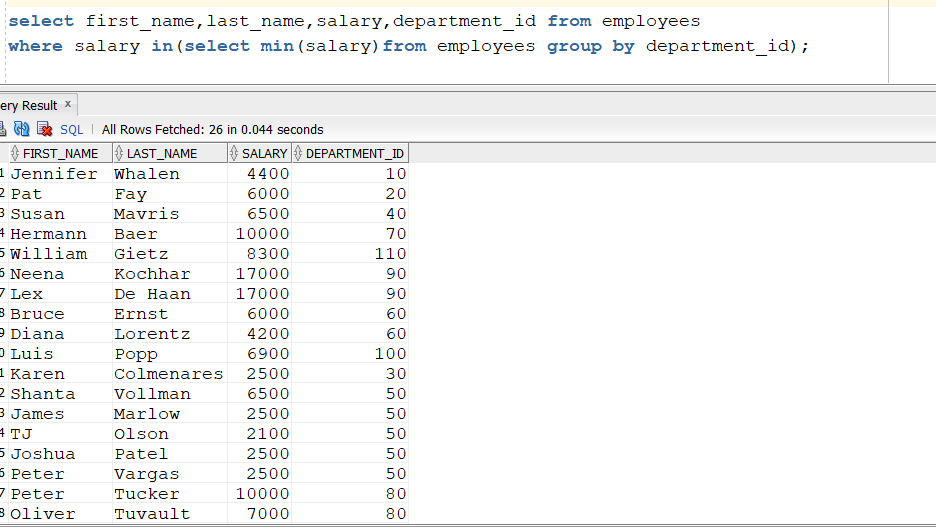 select first_name,last_name,salary,department_id from employees
where salary in(select min(salary)from employees group by department_id);
ery Result ×
SQL | All Rows Fetched: 26 in 0.044 seconds
FIRST_NAME LAST_NAME SALARY DEPARTMENT_ID
1 Jennifer Whalen 4400 10
2 Pat Fay 6000 20
3 Susan Mavris 6500 40
4 Hermann Baer 10000 70
5 William Gietz 8300 110
6 Neena Kochhar 17000 90
7 Lex De Haan 17000 90
8 Bruce Ernst 6000 60
9 Diana Lorentz 4200 60
0 Luis Popp 6900 100
1 Karen Colmenares 2500 30
2 Shanta Vollman 6500 50
3 James Marlow 2500 50
4 TJ Olson 2100 50
5 Joshua Patel 2500 50
6 Peter Vargas 2500 50
7 Peter Tucker 10000 80
8 Oliver Tuvault 7000 80